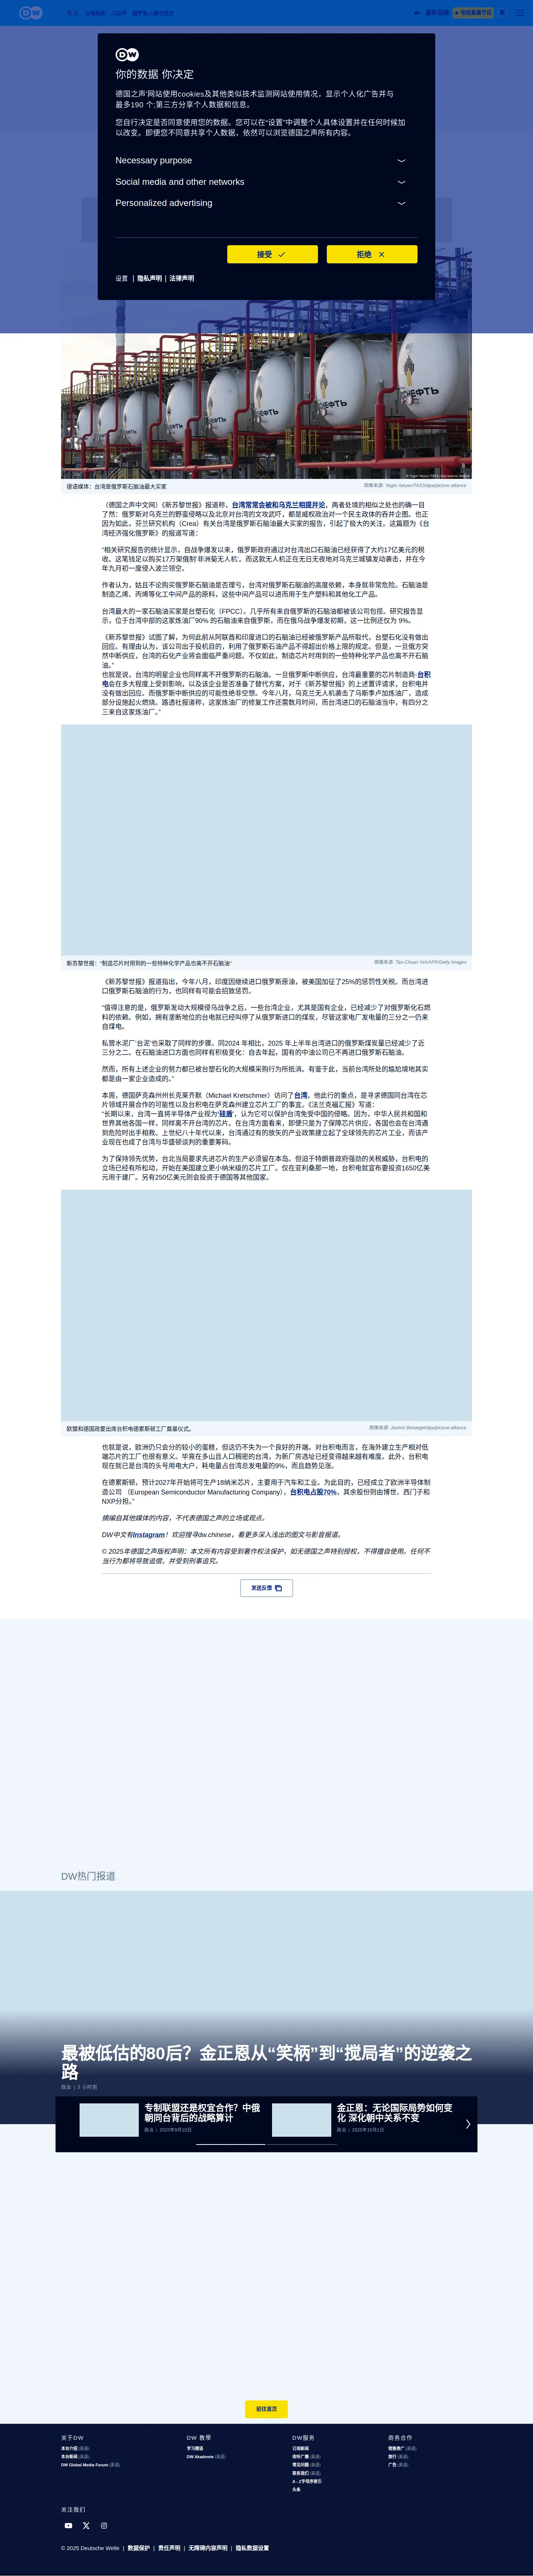 DW
你的数据 你决定
德国之声'网站使用cookies及其他类似技术监测网站使用情况，显示个人化广告并与
最多190 个;第三方分享个人数据和信息。
您自行决定是否同意使用您的数据。您可以在“设置”中调整个人具体设置并在任何时候加
以改变。即便您不同意共享个人数据，依然可以浏览德国之声所有内容。
Necessary purpose
Social media and other networks
Personalized advertising
接受
拒绝
设置 | 隐私声明 | 法律声明
德语媒体：台湾是俄罗斯石脑油最大买家
图像来源: Yegor Aleyev/TASS/dpa/picture alliance
（德国之声中文网）《新苏黎世报》报道称，台湾常常会被和乌克兰相提并论。两者处境的相似之处也的确一目
了然：俄罗斯对乌克兰的野蛮侵略以及北京对台湾的文攻武吓，都是威权政治对一个民主政体的吞并企图。也正
因为如此，芬兰研究机构（Crea）有关台湾是俄罗斯石脑油最大买家的报告，引起了极大的关注。这篇题为《台
湾经济强化俄罗斯》的报道写道：
“相关研究报告的统计显示，自战争爆发以来，俄罗斯政府通过对台湾出口石脑油已经获得了大约17亿美元的税
收。这笔钱足以购买17万架俄制‘非洲菊无人机’。而这款无人机正在无日无夜地对乌克兰城镇发动袭击，并在今
年九月初一度侵入波兰领空。
作者认为，姑且不论购买俄罗斯石脑油是否埋亏，台湾对俄罗斯石脑油的高度依赖，本身就非常危险。石脑油是
制造乙烯、丙烯等化工中间产品的原料，这些中间产品可以进而用于生产塑料和其他化工产品。
台湾最大的一家石脑油买家是台塑石化（FPCC）。几乎所有来自俄罗斯的石脑油都被该公司包揽。研究报告显
示，位于台湾中部的这家炼油厂90% 的石脑油来自俄罗斯，而在俄乌战争爆发初期，这一比例还仅为 9%。
《新苏黎世报》试图了解，为何此前从阿联酋和印度进口的石脑油已经被俄罗斯产品所取代，台塑石化没有做出
回应。有理由认为，该公司出于投机目的，利用了俄罗斯石油产品不得超出价格上限的规定。但是，一旦俄方突
然中断供应，台湾的石化产业将会面临严重问题。不仅如此，制造芯片时用到的一些特种化学产品也离不开石脑
油。”
也就是说，台湾的明星企业也同样离不开俄罗斯的石脑油。一旦俄罗斯中断供应，台湾最重要的芯片制造商-台积
电会在多大程度上受到影响，以及该企业是否准备了替代方案，对于《新苏黎世报》的上述置评请求，台积电并
没有做出回应。而俄罗斯中断供应的可能性绝非空想。今年八月，乌克兰无人机袭击了乌斯季卢加炼油厂，造成
部分设施起火燃烧。路透社报道称，这家炼油厂的修复工作还需数月时间，而台湾进口的石脑油当中，有四分之
三来自这家炼油厂。”
新苏黎世报：“制造芯片时用到的一些特种化学产品也离不开石脑油”
图像来源: Tao-Chuan Yeh/AFP/Getty Images
《新苏黎世报》报道指出，今年八月，印度因继续进口俄罗斯原油，被美国加征了25%的惩罚性关税。而台湾进
口俄罗斯石脑油的行为，也同样有可能会招致惩罚。
“值得注意的是，俄罗斯发动大规模侵乌战争之后，一些台湾企业，尤其是国有企业，已经减少了对俄罗斯化石燃
料的依赖。例如，拥有垄断地位的台电就已经叫停了从俄罗斯进口的煤炭，尽管这家电厂发电量的三分之一仍来
自煤电。
私营水泥厂‘台泥’也采取了同样的步骤。同2024 年相比，2025 年上半年台湾进口的俄罗斯煤炭量已经减少了近
三分之二。在石脑油进口方面也同样有积极变化：自去年起，国有的中油公司已不再进口俄罗斯石脑油。
然而，所有上述企业的努力都已被台塑石化的大规模采购行为所抵消。有鉴于此，当前台湾所处的尴尬境地其实
都是由一家企业造成的。”
本周，德国萨克森州州长克莱齐默（Michael Kretschmer）访问了台湾。他此行的重点，是寻求德国同台湾在芯
片领域开展合作的可能性以及台积电在萨克森州建立芯片工厂的事宜。《法兰克福汇报》写道：
“长期以来，台湾一直将半导体产业视为‘硅盾’，认为它可以保护台湾免受中国的侵略。因为，中华人民共和国和
世界其他各国一样，同样离不开台湾的芯片。在台湾方面看来，即便只是为了保障芯片供应，各国也会在台湾遇
到危险时出手相救。上世纪八十年代以来，台湾通过有的放矢的产业政策建立起了全球领先的芯片工业，而该产
业现在也成了台湾与华盛顿谈判的重要筹码。
为了保持领先优势，台北当局要求先进芯片的生产必须留在本岛。但迫于特朗普政府强劲的关税威胁，台积电的
立场已经有所松动，开始在美国建立更小纳米级的芯片工厂。仅在亚利桑那一地，台积电就宣布要投资1650亿美
元用于建厂。另有250亿美元则会投资于德国等其他国家。
欧盟和德国政要出席台积电德累斯顿工厂奠基仪式。
图像来源: Jasmin Beisiegel/dpa/picture alliance
也就是说，欧洲仍只会分的较小的蛋糕，但这仍不失为一个良好的开端。对台积电而言，在海外建立生产相对低
端芯片的工厂也很有意义。毕竟在多山且人口稠密的台湾，为新厂房选址已经变得越来越有难度。此外，台积电
现在就已是台湾的头号用电大户，耗电量占台湾总发电量的9%，而且趋势见涨。
在德累斯顿，预计2027年开始将可生产18纳米芯片，主要用于汽车和工业。为此目的，已经成立了欧洲半导体制
造公司 （European Semiconductor Manufacturing Company），台积电占股70%，其余股份则由博世、西门子和
NXP分担。”
摘编自其他媒体的内容，不代表德国之声的立场或观点。
DW中文有Instagram！欢迎搜寻dw.chinese，看更多深入浅出的图文与影音报道。
© 2025年德国之声版权声明：本文所有内容受到著作权法保护，如无德国之声特别授权，不得擅自使用。任何不
当行为都将导致追偿，并受到刑事追究。
发送反馈
DW热门报道
最被低估的80后？金正恩从“笑柄”到“搅局者”的逆袭之
路
政治 | 3 小时前
专制联盟还是权宜合作？中俄
朝同台背后的战略算计
政治 | 2025年9月10日
金正恩：无论国际局势如何变
化 深化朝中关系不变
政治 | 2025年10月1日
前往首页
关于DW
本台介绍 (英语)
本台新闻 (英语)
DW Global Media Forum (英语)
DW 教學
学习德语
DW Akademie (英语)
DW服务
订阅新闻
收听广播 (英语)
常见问题 (英语)
联系我们 (英语)
A - Z字母序索引
头条
商务合作
销售推广 (英语)
旅行 (英语)
广告 (英语)
关注我们
© 2025 Deutsche Welle | 数据保护 | 责任声明 | 无障碍内容声明 | 隐私数据设置